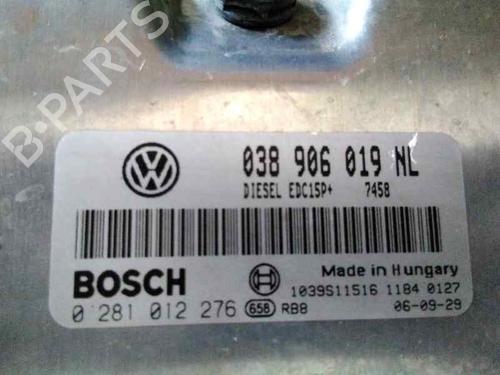 B-PARTS
038 906 019 NL
DIESEL EDC15P+ 7458
BOSCH
Made in Hungary
1039S11516 1184 0127
0 281 012 276 658 RB8 06-09-29